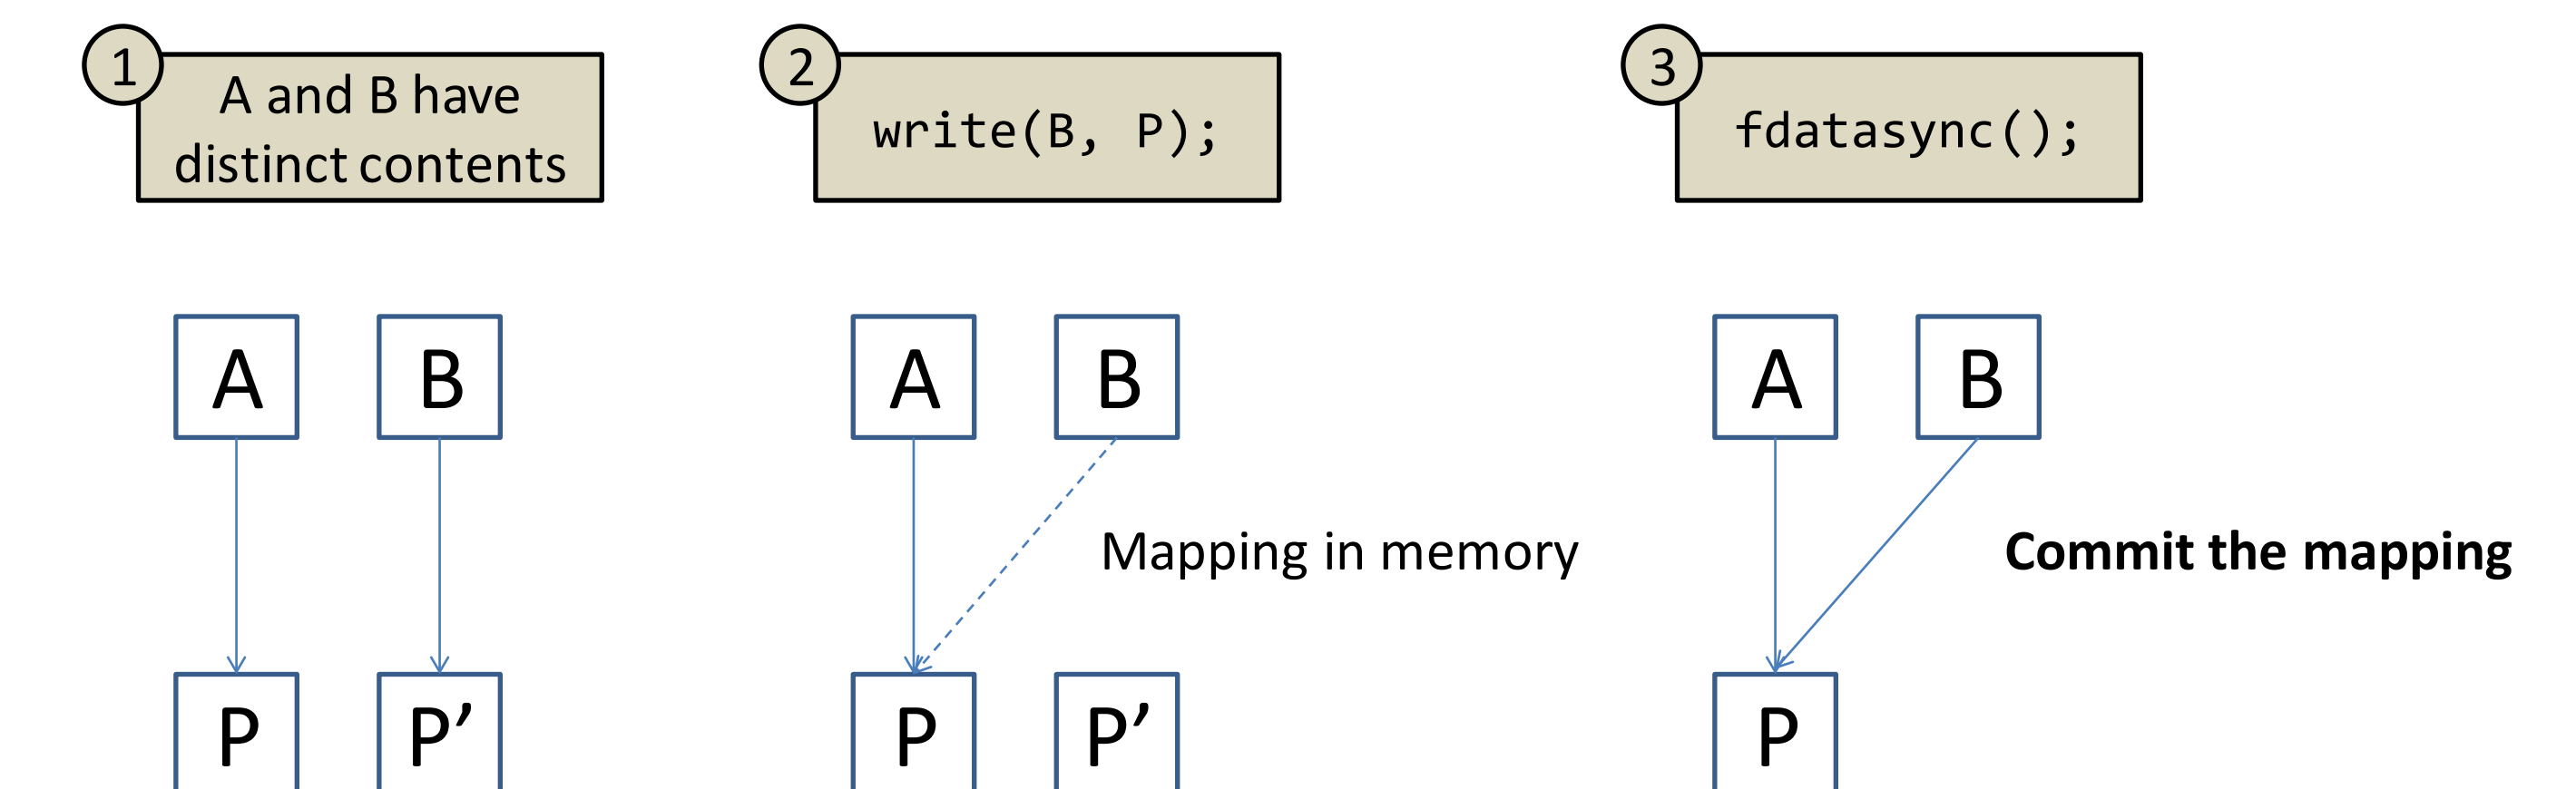 1
A and B have
distinct contents
2
write(B, P);
3
fdatasync();
A B
A B
A B
Mapping in memory
Commit the mapping
P P’
P P’
P